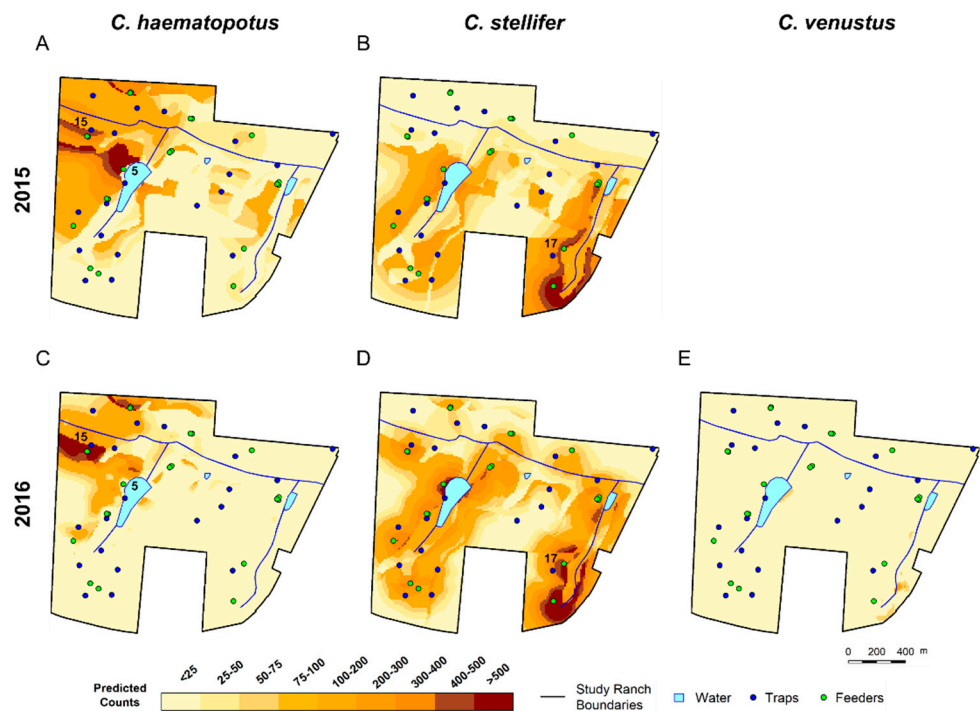 C. haematopotus C. stellifer C. venustus
A B
2015
15
5
17
C D E
2016
15
5
17
0 200 400 m
<25 25-50 50-75 75-100 100-200 200-300 300-400 400-500 >500
Predicted Counts
Study Ranch Boundaries
Water
Traps
Feeders